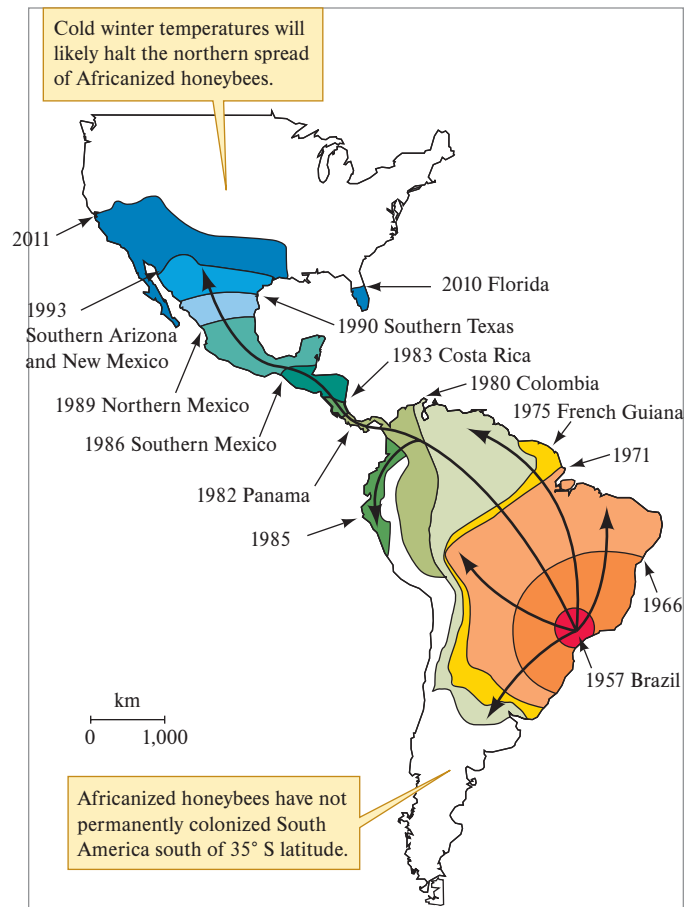 Cold winter temperatures will
likely halt the northern spread
of Africanized honeybees.
2011
2010 Florida
1993
Southern Arizona
and New Mexico
1990 Southern Texas
1983 Costa Rica
1980 Colombia
1989 Northern Mexico
1975 French Guiana
1986 Southern Mexico
1971
1982 Panama
1985
1966
1957 Brazil
km
0 1,000
Africanized honeybees have not
permanently colonized South
America south of 35° S latitude.